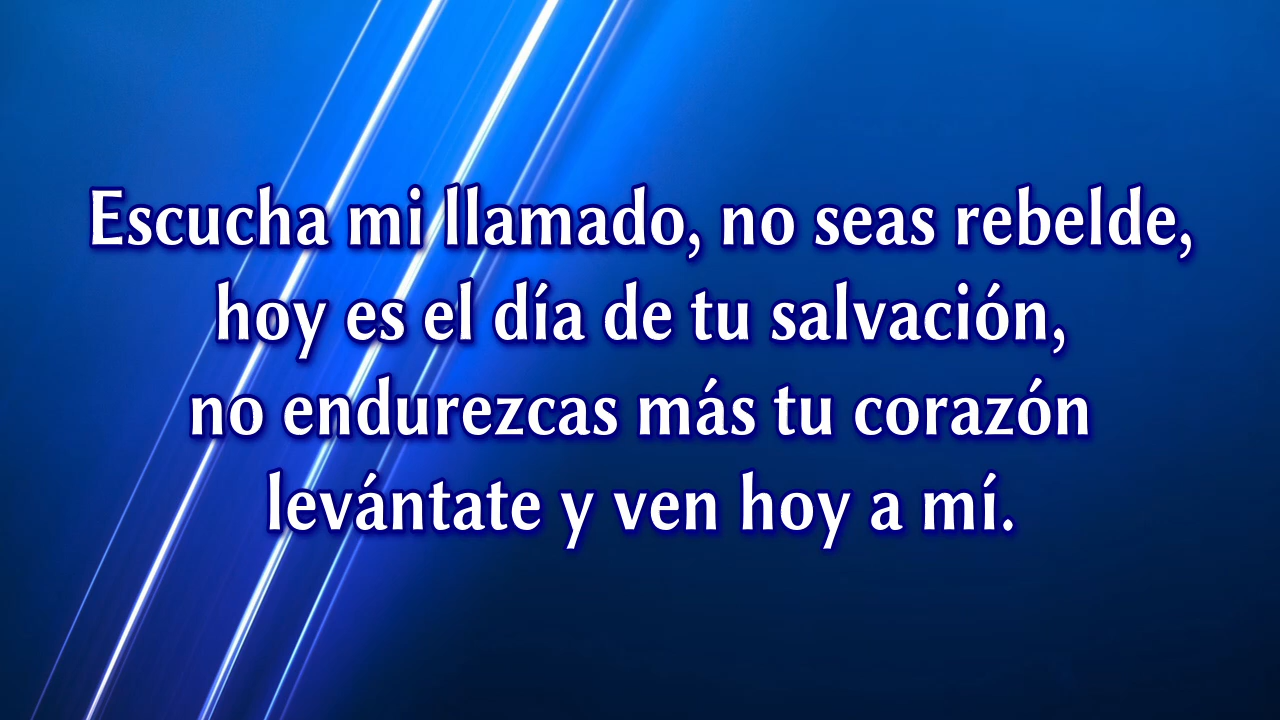 Escucha mi llamado, no seas rebelde,
hoy es el día de tu salvación,
no endurezcas más tu corazón
levántate y ven hoy a mí.